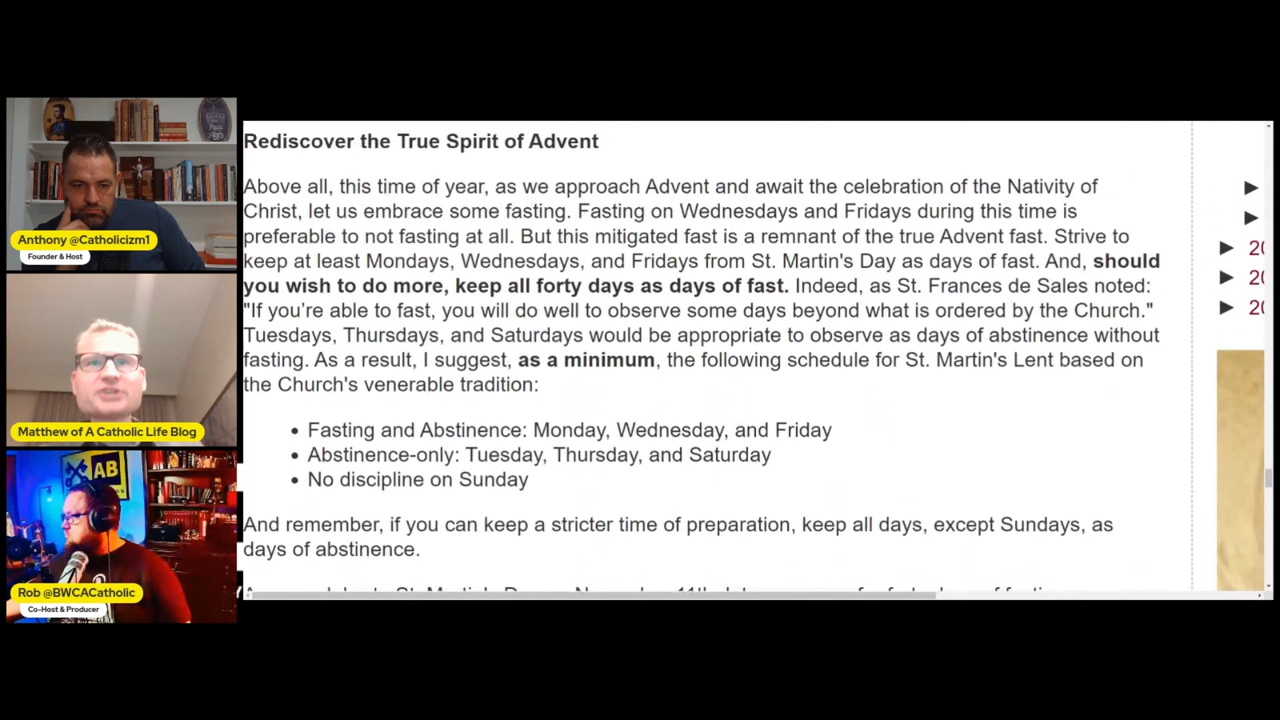 Rediscover the True Spirit of Advent
Above all, this time of year, as we approach Advent and await the celebration of the Nativity of
Christ, let us embrace some fasting. Fasting on Wednesdays and Fridays during this time is
preferable to not fasting at all. But this mitigated fast is a remnant of the true Advent fast. Strive to
keep at least Mondays, Wednesdays, and Fridays from St. Martin's Day as days of fast. And, should
you wish to do more, keep all forty days as days of fast. Indeed, as St. Frances de Sales noted:
"If you're able to fast, you will do well to observe some days beyond what is ordered by the Church."
Tuesdays, Thursdays, and Saturdays would be appropriate to observe as days of abstinence without
fasting. As a result, I suggest, as a minimum, the following schedule for St. Martin's Lent based on
the Church's venerable tradition:
• Fasting and Abstinence: Monday, Wednesday, and Friday
• Abstinence-only: Tuesday, Thursday, and Saturday
• No discipline on Sunday
And remember, if you can keep a stricter time of preparation, keep all days, except Sundays, as
days of abstinence.
Anthony @Catholicizm1
Founder & Host
Matthew of A Catholic Life Blog
AB
Rob @BWCACatholic
Co-Host & Producer
► 20
► 20
► 20